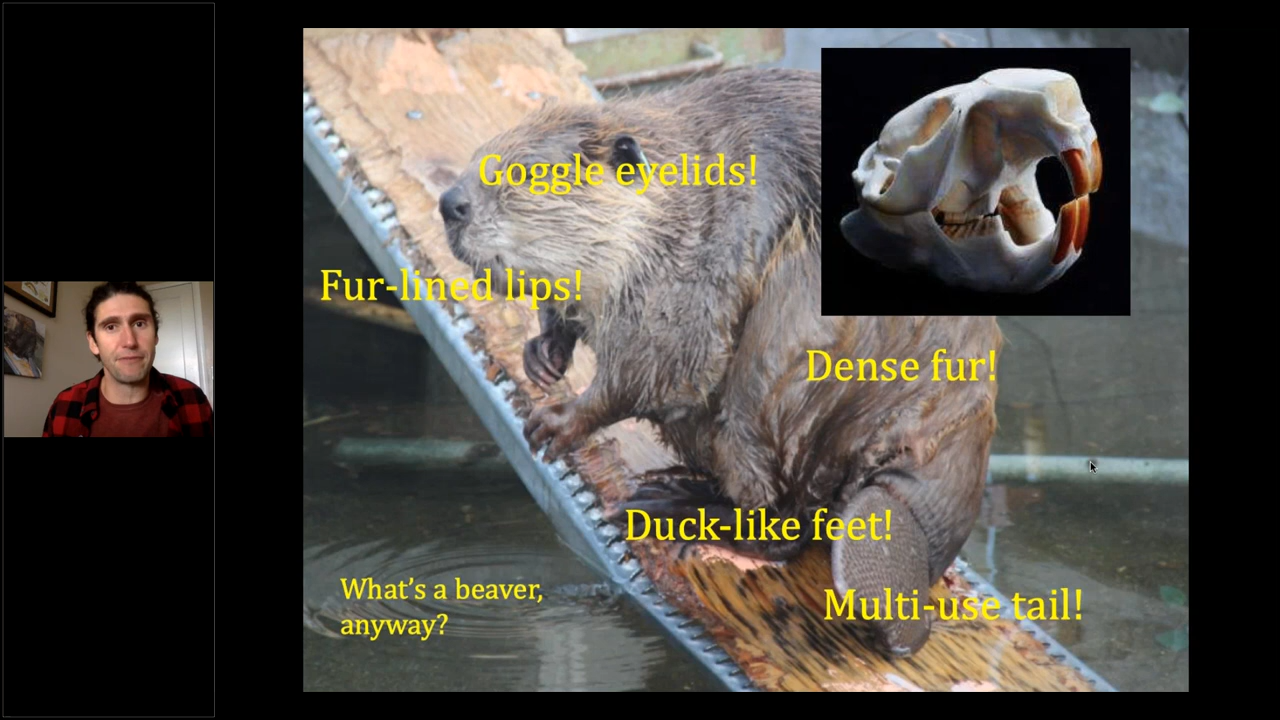 Goggle eyelids!
Fur-lined lips!
Dense fur!
Duck-like feet!
What’s a beaver,
anyway?
Multi-use tail!